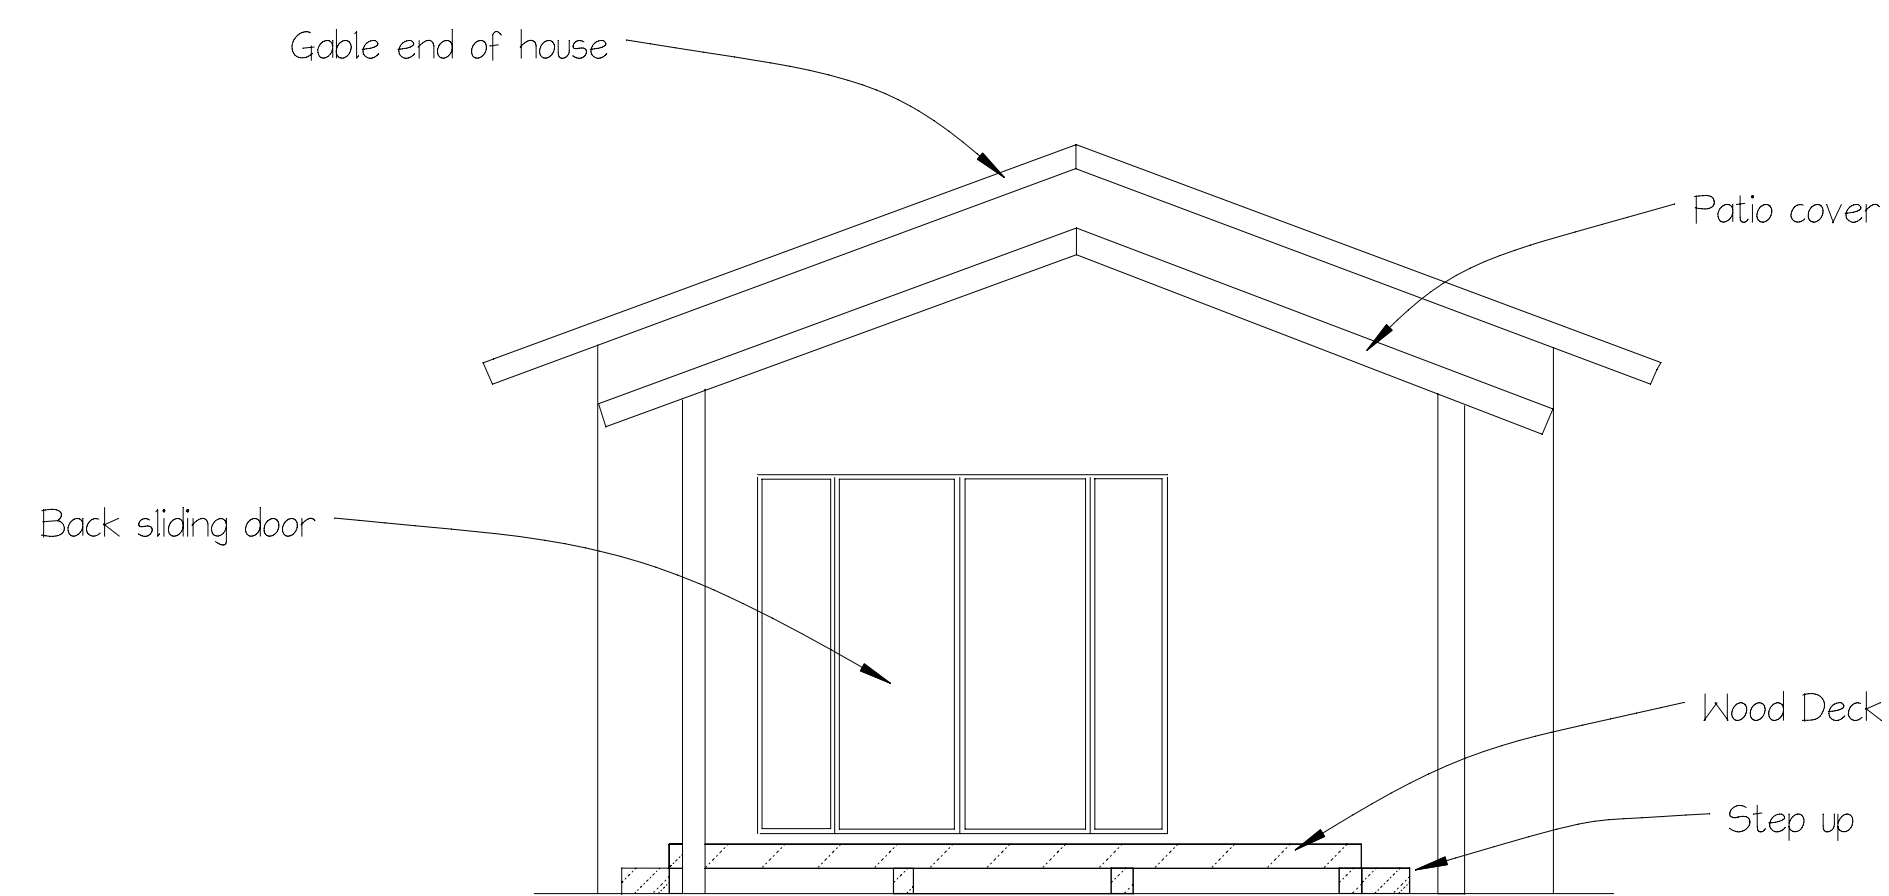 Gable end of house
Patio cover
Back sliding door
Wood Deck
Step up